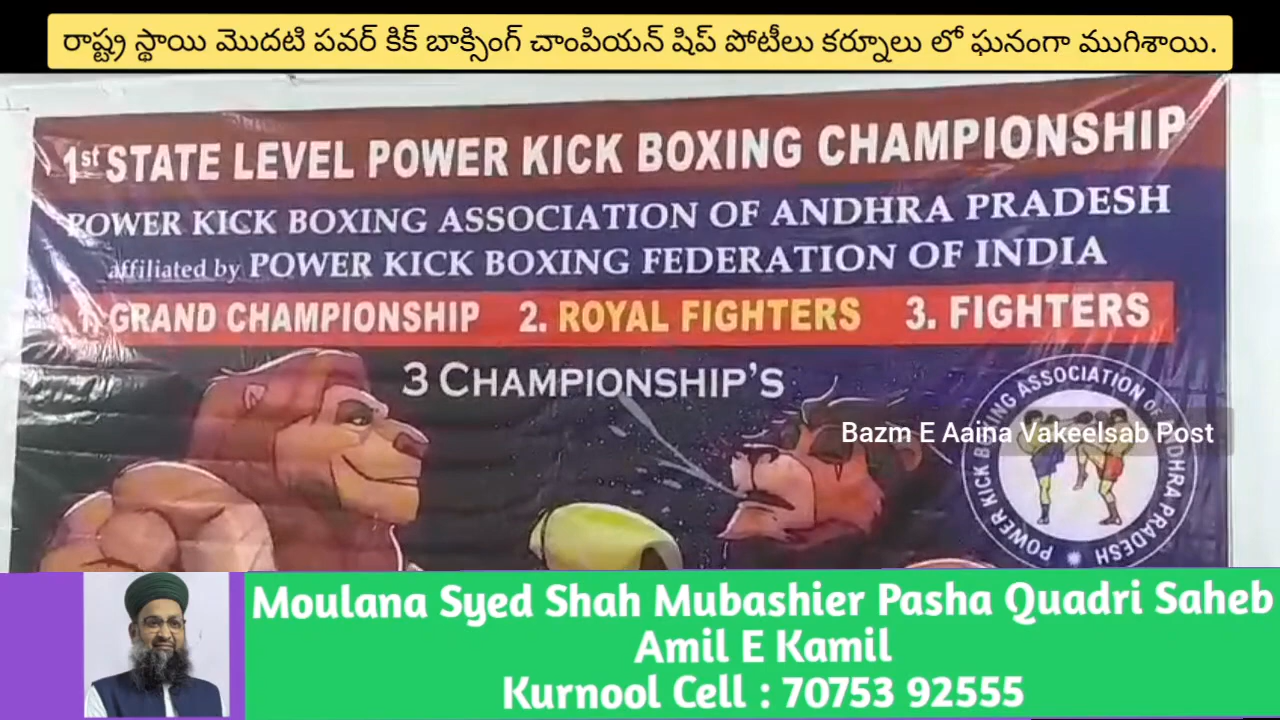 రాష్ట్ర స్థాయి మొదటి పవర్ కిక్ బాక్సింగ్ చాంపియన్ షిప్ పోటీలు కర్నూలు లో ఘనంగా ముగిశాయి.
1st STATE LEVEL POWER KICK BOXING CHAMPIONSHIP
POWER KICK BOXING ASSOCIATION OF ANDHRA PRADESH
affiliated by POWER KICK BOXING FEDERATION OF INDIA
1. GRAND CHAMPIONSHIP 2. ROYAL FIGHTERS 3. FIGHTERS
3 CHAMPIONSHIP'S
POWER KICK BOXING ASSOCIATION OF ANDHRA PRADESH
Bazm E Aaina Vakeelsab Post
Moulana Syed Shah Mubashier Pasha Quadri Saheb
Amil E Kamil
Kurnool Cell : 70753 92555